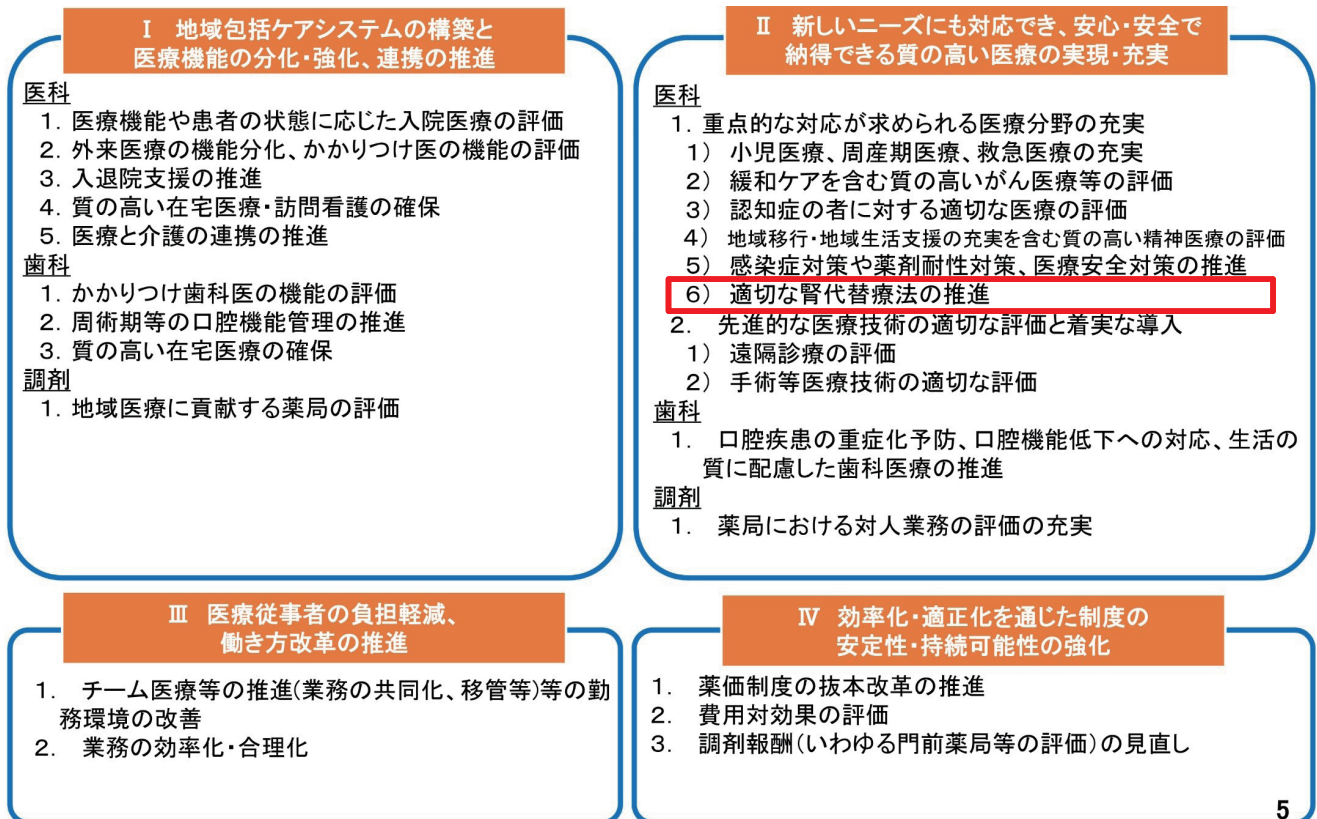 Ⅰ 地域包括ケアシステムの構築と
医療機能の分化・強化、連携の推進
医科
1. 医療機能や患者の状態に応じた入院医療の評価
2. 外来医療の機能分化、かかりつけ医の機能の評価
3. 入退院支援の推進
4. 質の高い在宅医療・訪問看護の確保
5. 医療と介護の連携の推進
歯科
1. かかりつけ歯科医の機能の評価
2. 周術期等の口腔機能管理の推進
3. 質の高い在宅医療の確保
調剤
1. 地域医療に貢献する薬局の評価
Ⅱ 新しいニーズにも対応でき、安心・安全で
納得できる質の高い医療の実現・充実
医科
1. 重点的な対応が求められる医療分野の充実
1) 小児医療、周産期医療、救急医療の充実
2) 緩和ケアを含む質の高いがん医療等の評価
3) 認知症の者に対する適切な医療の評価
4) 地域移行・地域生活支援の充実を含む質の高い精神医療の評価
5) 感染症対策や薬剤耐性対策、医療安全対策の推進
6) 適切な腎代替療法の推進
2. 先進的な医療技術の適切な評価と着実な導入
1) 遠隔診療の評価
2) 手術等医療技術の適切な評価
歯科
1. 口腔疾患の重症化予防、口腔機能低下への対応、生活の
質に配慮した歯科医療の推進
調剤
1. 薬局における対人業務の評価の充実
Ⅲ 医療従事者の負担軽減、
働き方改革の推進
1. チーム医療等の推進(業務の共同化、移管等)等の勤
務環境の改善
2. 業務の効率化・合理化
Ⅳ 効率化・適正化を通じた制度の
安定性・持続可能性の強化
1. 薬価制度の抜本改革の推進
2. 費用対効果の評価
3. 調剤報酬(いわゆる門前薬局等の評価)の見直し
5